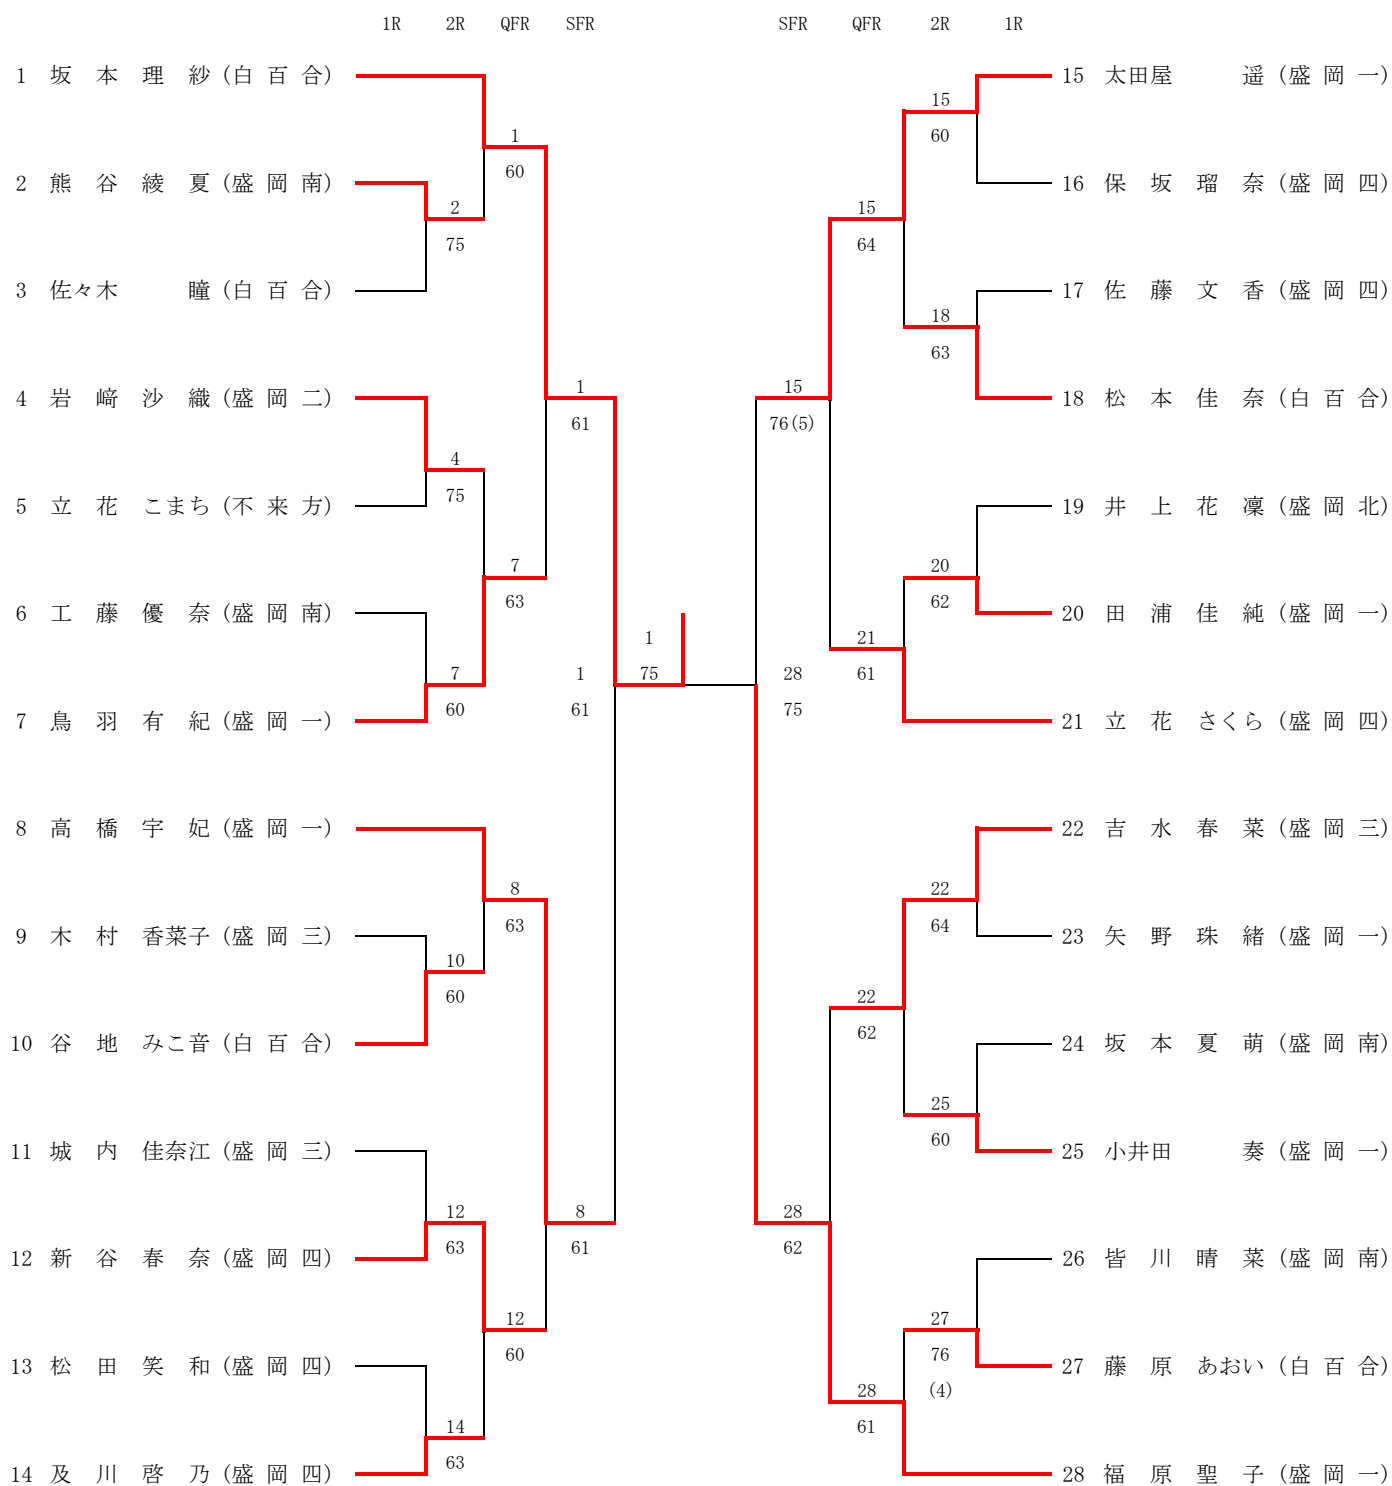 1R 2R QFR SFR SFR QFR 2R 1R
1 坂 本 理 紗 (白 百 合) 15 太田屋 遥 (盛 岡 一)
15
1 60
60
2 熊 谷 綾 夏 (盛 岡 南) 16 保 坂 瑠 奈 (盛 岡 四)
2 15
75 64
3 佐々木 瞳 (白 百 合) 17 佐 藤 文 香 (盛 岡 四)
18
63
1 15
4 岩 﨑 沙 織 (盛 岡 二) 18 松 本 佳 奈 (白 百 合)
61 76(5)
4
75
5 立 花 こまち (不 来 方) 19 井 上 花 凜 (盛 岡 北)
7 20
63 62
6 工 藤 優 奈 (盛 岡 南) 20 田 浦 佳 純 (盛 岡 一)
1 21
7 1 75 28 61
60 61 75
7 鳥 羽 有 紀 (盛 岡 一) 21 立 花 さくら (盛 岡 四)
8 高 橋 宇 妃 (盛 岡 一) 22 吉 水 春 菜 (盛 岡 三)
8 22
63 64
9 木 村 香菜子 (盛 岡 三) 23 矢 野 珠 緒 (盛 岡 一)
10
60 22
62
10 谷 地 みこ音 (白 百 合) 24 坂 本 夏 萌 (盛 岡 南)
25
60
11 城 内 佳奈江 (盛 岡 三) 25 小井田 奏 (盛 岡 一)
12 8 28
63 61 62
12 新 谷 春 奈 (盛 岡 四) 26 皆 川 晴 菜 (盛 岡 南)
12 27
60 76
13 松 田 笑 和 (盛 岡 四) 27 藤 原 あおい (白 百 合)
28 (4)
14 61
63
14 及 川 啓 乃 (盛 岡 四) 28 福 原 聖 子 (盛 岡 一)